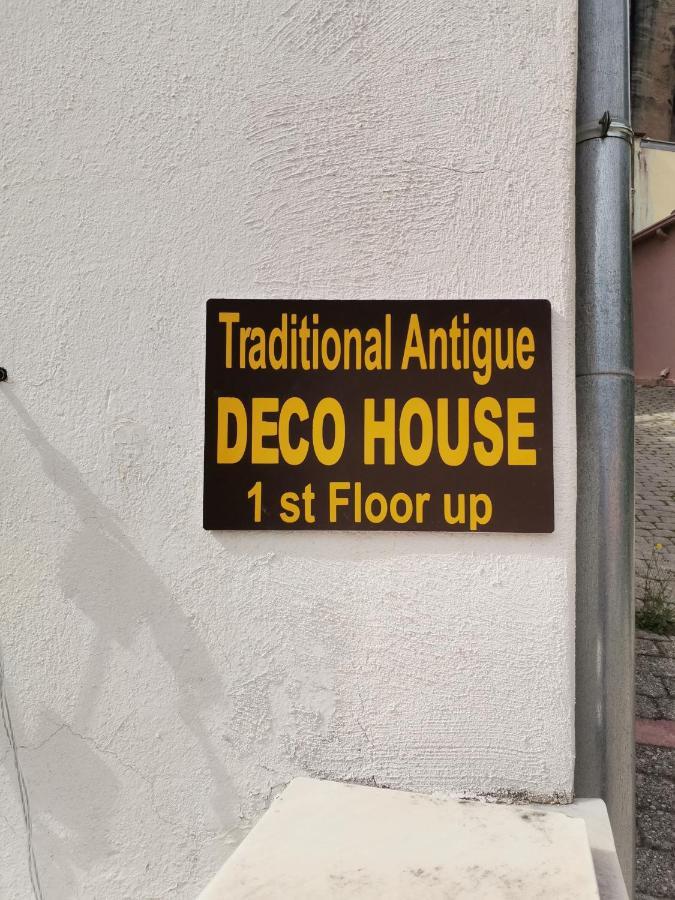 Traditional Antigue
DECO HOUSE
1 st Floor up